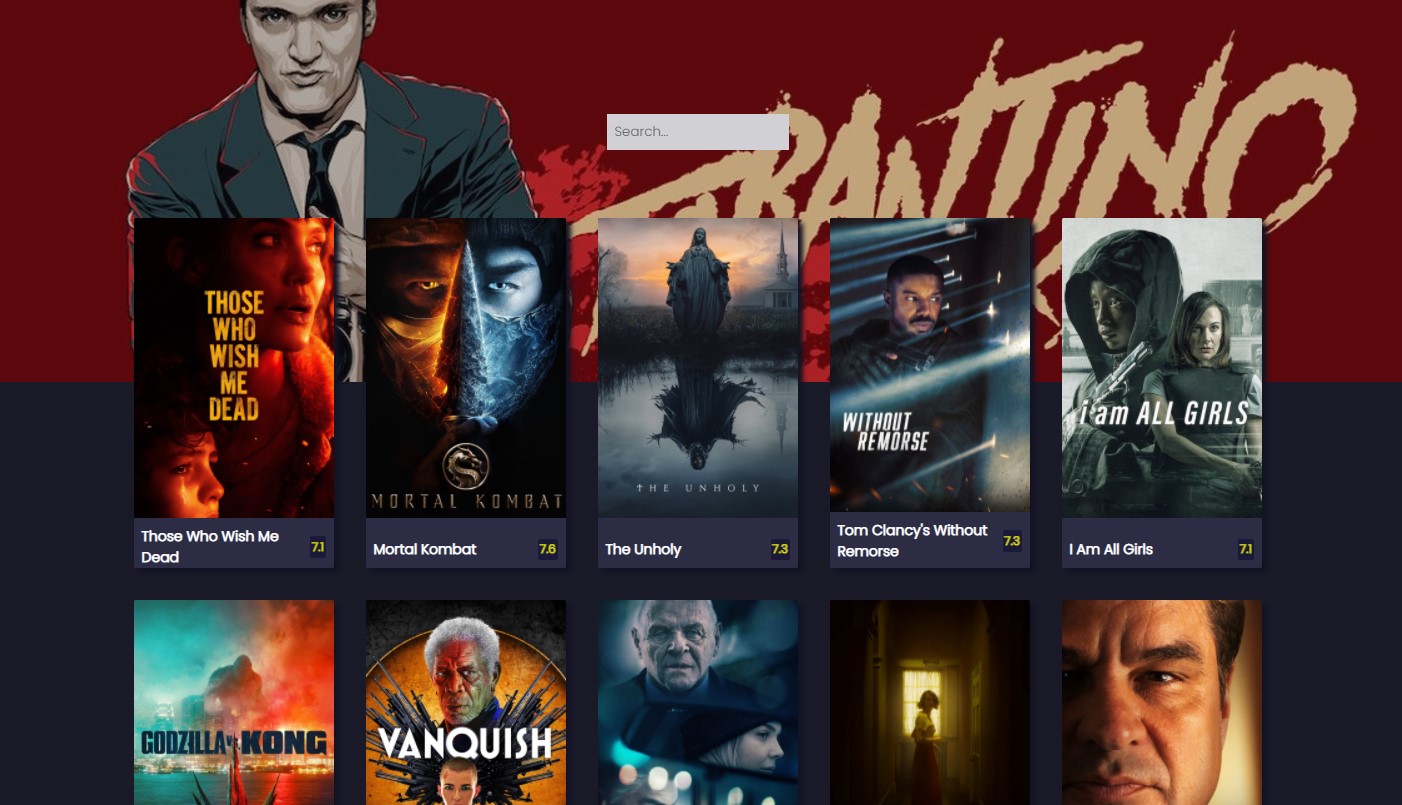 TARANTINO
Search...
THOSE
WHO
WISH
ME
DEAD
MORTAL KOMBAT
THE UNHOLY
WITHOUT
REMORSE
i am ALL GIRLS
Those Who Wish Me
Dead
7.1
Mortal Kombat
7.6
The Unholy
7.3
Tom Clancy's Without
Remorse
7.3
I Am All Girls
7.1
GODZILLA vs. KONG
VANQUISH